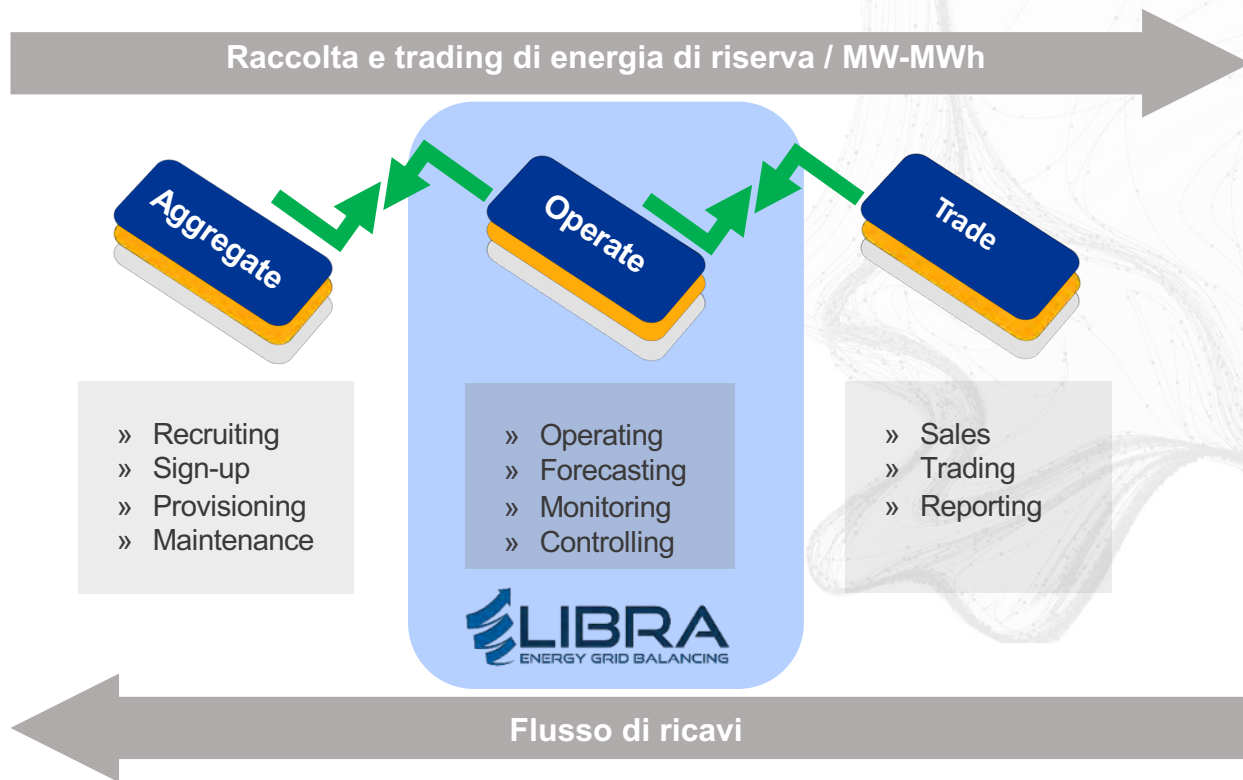 Raccolta e trading di energia di riserva / MW-MWh
Aggregate
Operate
Trade
» Recruiting
» Sign-up
» Provisioning
» Maintenance
» Operating
» Forecasting
» Monitoring
» Controlling
» Sales
» Trading
» Reporting
LIBRA
ENERGY GRID BALANCING
Flusso di ricavi